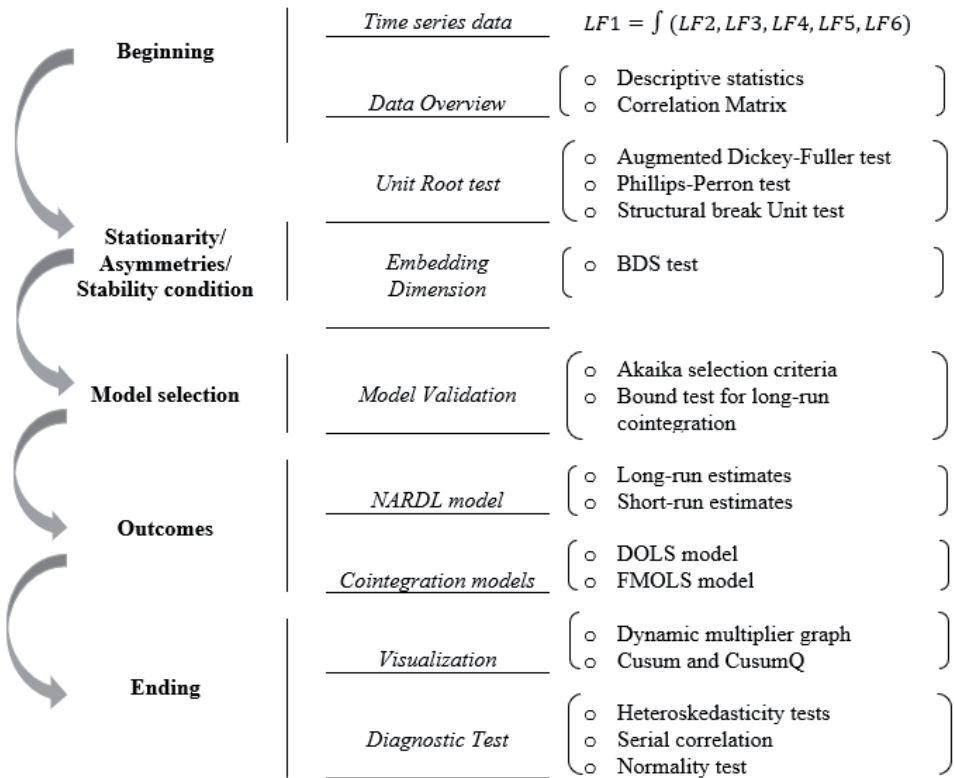 Beginning
Time series data
LF1 = ∫ (LF2, LF3, LF4, LF5, LF6)
Data Overview
o Descriptive statistics
o Correlation Matrix
Stationarity/
Asymmetries/
Stability condition
Unit Root test
o Augmented Dickey-Fuller test
o Phillips-Perron test
o Structural break Unit test
Embedding
Dimension
o BDS test
Model selection
Model Validation
o Akaika selection criteria
o Bound test for long-run
cointegration
Outcomes
NARDL model
o Long-run estimates
o Short-run estimates
Cointegration models
o DOLS model
o FMOLS model
Ending
Visualization
o Dynamic multiplier graph
o Cusum and CusumQ
Diagnostic Test
o Heteroskedasticity tests
o Serial correlation
o Normality test